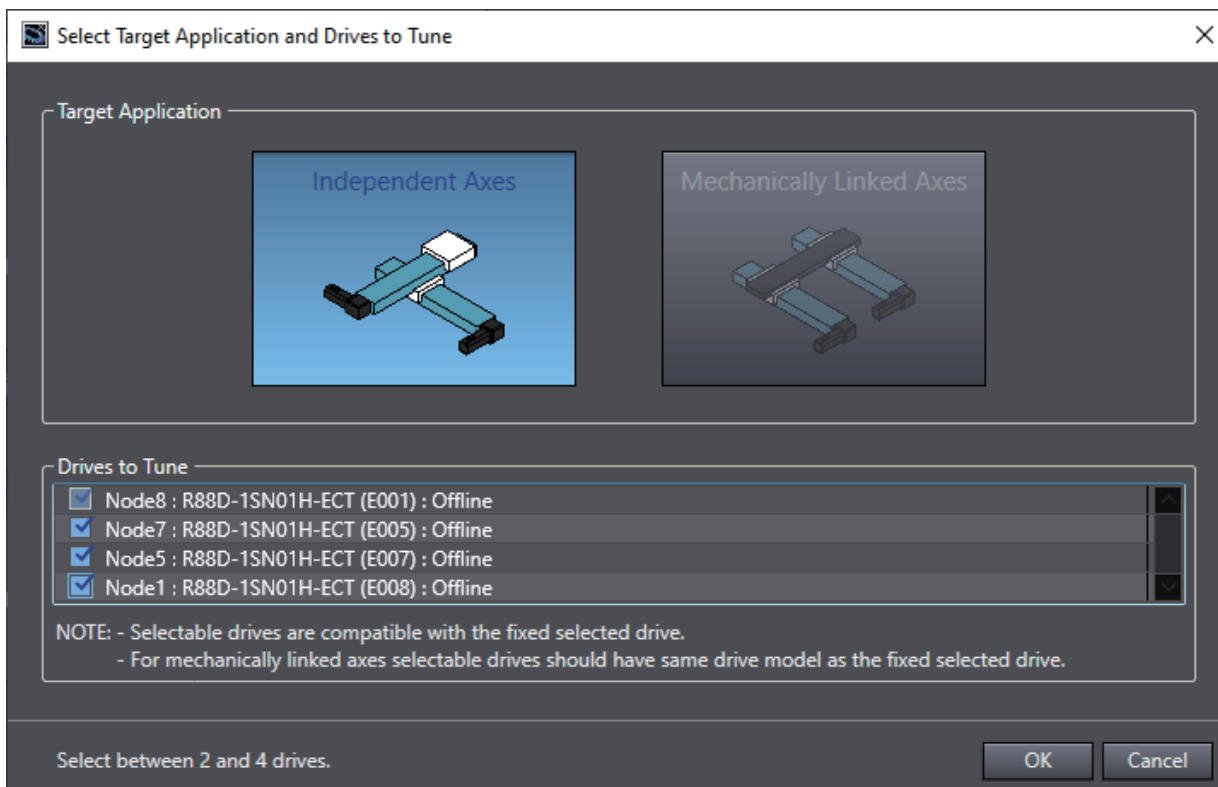 Select Target Application and Drives to Tune
Target Application
Independent Axes
Mechanically Linked Axes
Drives to Tune
Node8 : R88D-1SN01H-ECT (E001) : Offline
Node7 : R88D-1SN01H-ECT (E005) : Offline
Node5 : R88D-1SN01H-ECT (E007) : Offline
Node1 : R88D-1SN01H-ECT (E008) : Offline
NOTE: - Selectable drives are compatible with the fixed selected drive.
- For mechanically linked axes selectable drives should have same drive model as the fixed selected drive.
Select between 2 and 4 drives.
OK
Cancel